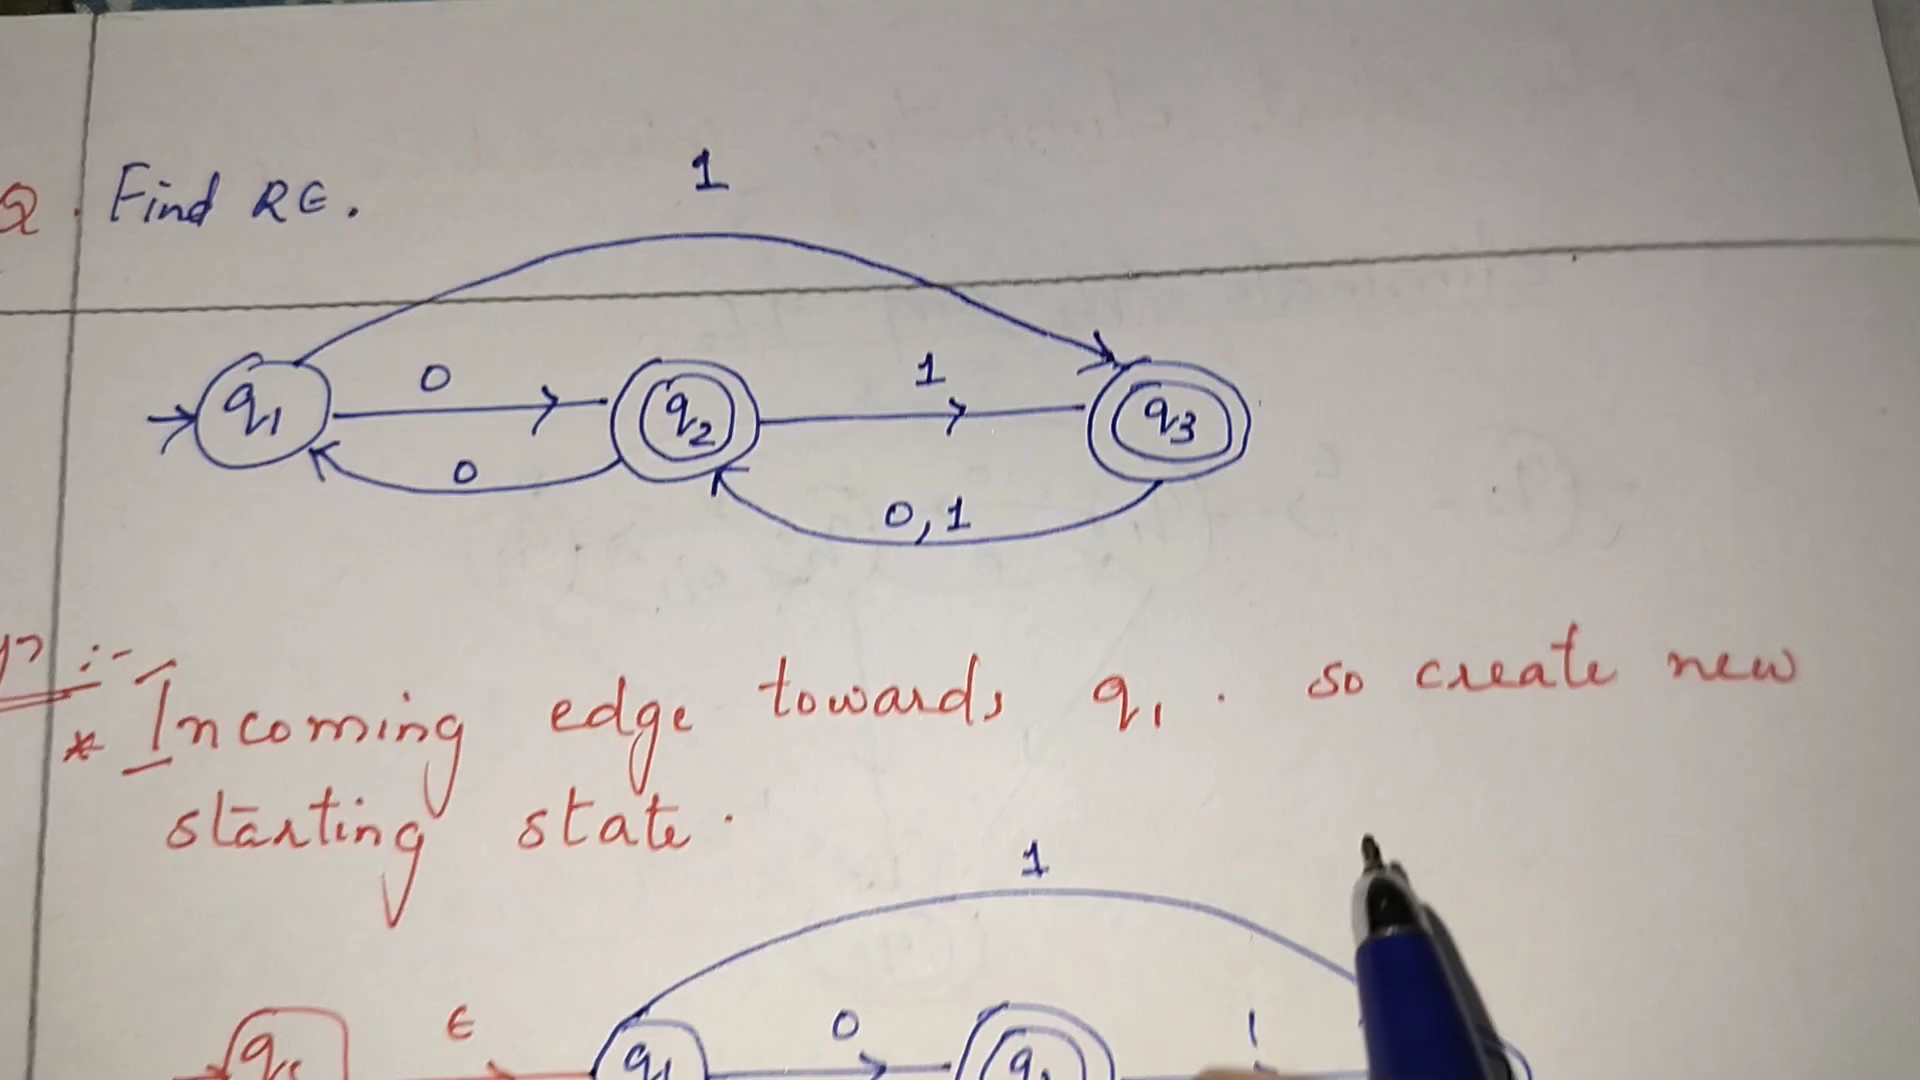 Q. Find RE.
1
0
1
q1
q2
q3
0
0,1
:-
* Incoming edge towards q1. so create new
starting state.
1
ε
0
1
q1